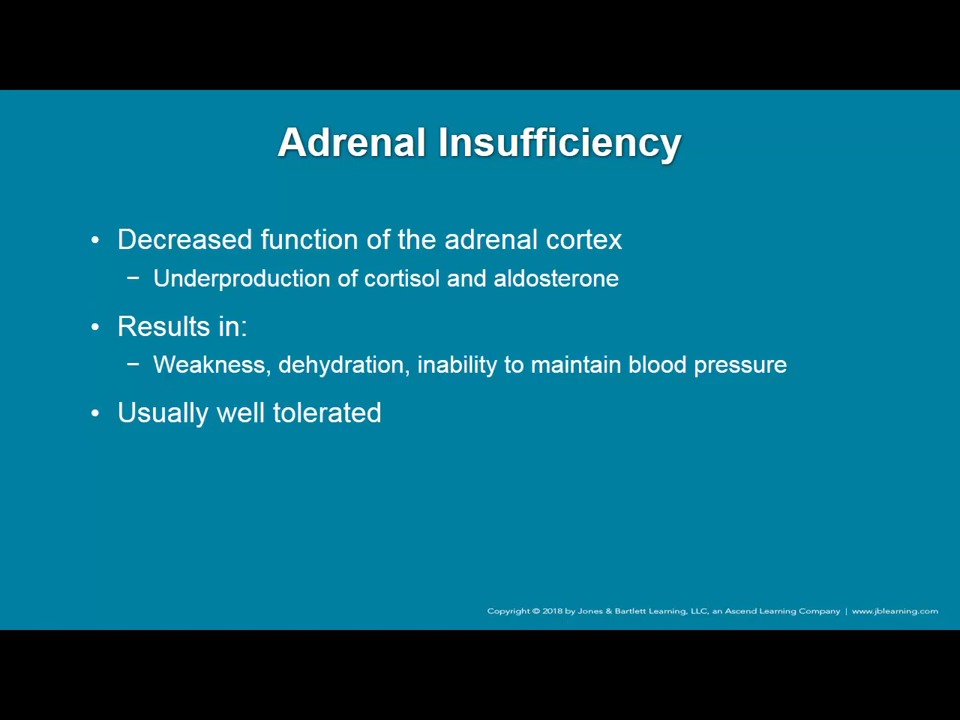 Adrenal Insufficiency
• Decreased function of the adrenal cortex
– Underproduction of cortisol and aldosterone
• Results in:
– Weakness, dehydration, inability to maintain blood pressure
• Usually well tolerated
Copyright © 2018 by Jones & Bartlett Learning, LLC, an Ascend Learning Company | www.jblearning.com